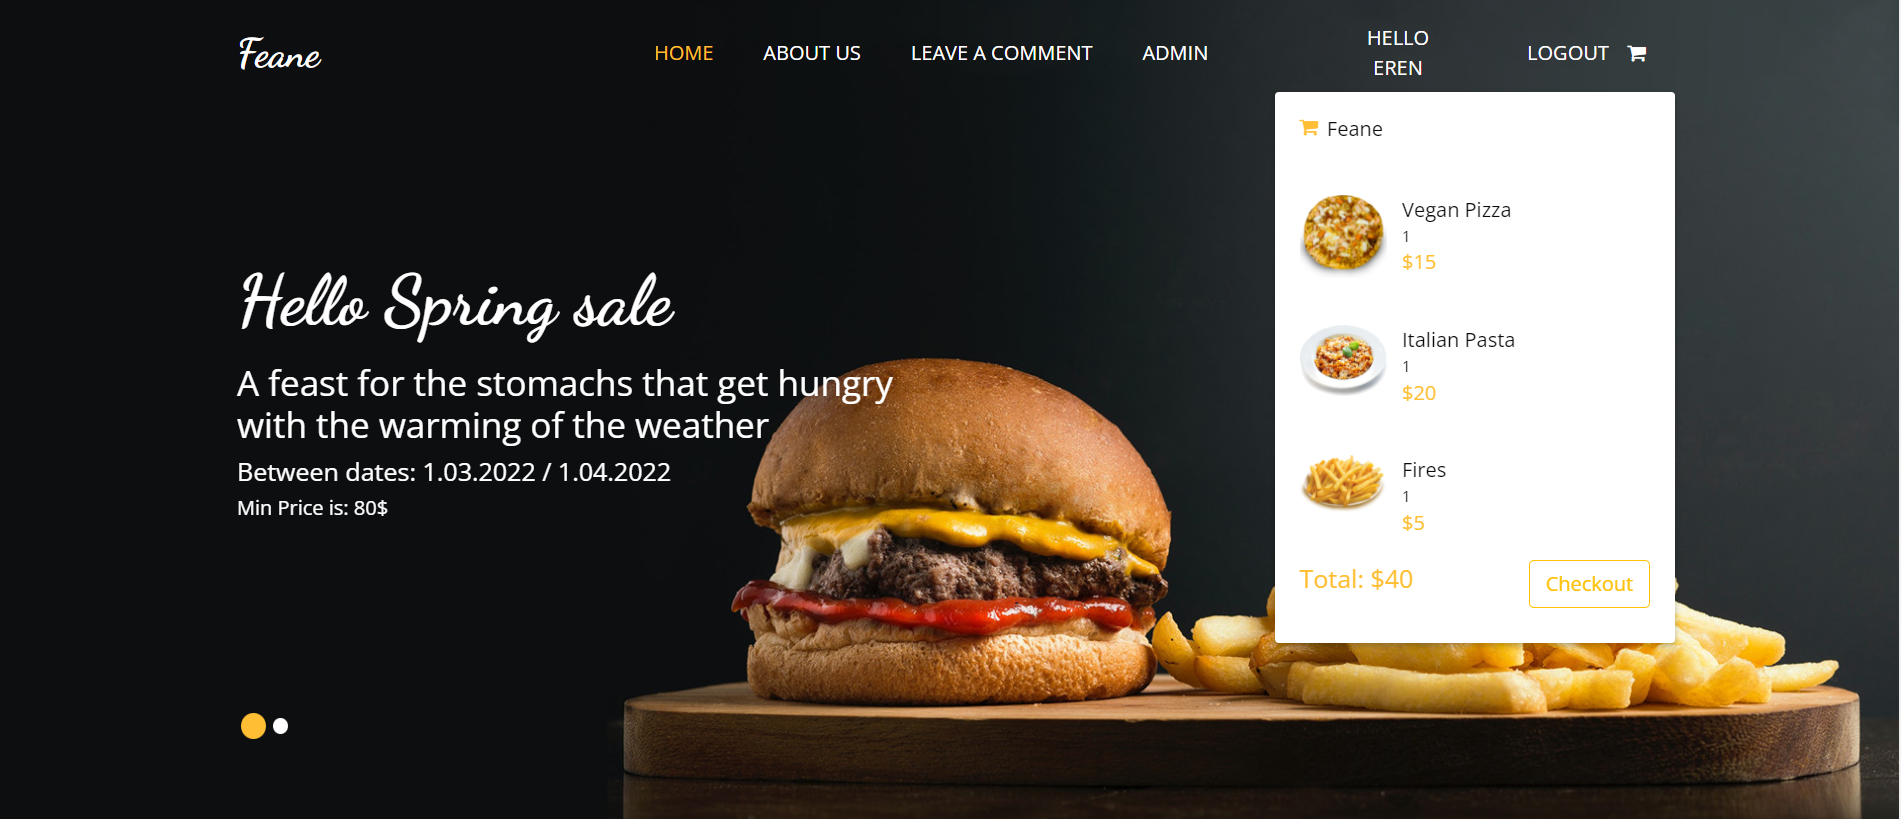 Feane
HOME
ABOUT US
LEAVE A COMMENT
ADMIN
HELLO
EREN
LOGOUT
Feane
Vegan Pizza
1
$15
Italian Pasta
1
$20
Fires
1
$5
Total: $40
Checkout
Hello Spring sale
A feast for the stomachs that get hungry
with the warming of the weather
Between dates: 1.03.2022 / 1.04.2022
Min Price is: 80$